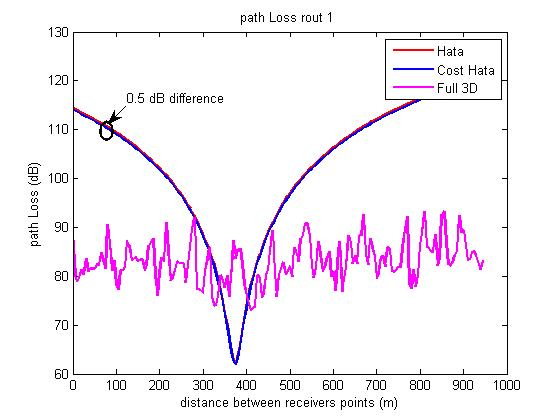 path Loss rout 1
130
120
110
100
90
80
70
60
path Loss (dB)
0.5 dB difference
Hata
Cost Hata
Full 3D
0 100 200 300 400 500 600 700 800 900 1000
distance between receivers points (m)